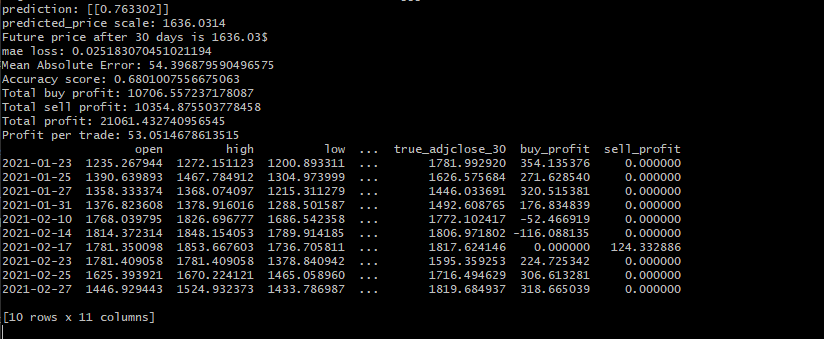 prediction: [[0.763302]]
predicted_price scale: 1636.0314
Future price after 30 days is 1636.03$
mae loss: 0.025183070451021194
Mean Absolute Error: 54.396879590496575
Accuracy score: 0.6801007556675063
Total buy profit: 10706.557237178087
Total sell profit: 10354.875503778458
Total profit: 21061.432740956545
Profit per trade: 53.0514678613515
open high low ... true_adjclose_30 buy_profit sell_profit
2021-01-23 1235.267944 1272.151123 1200.893311 ... 1781.992920 354.135376 0.000000
2021-01-25 1390.639893 1467.784912 1304.973999 ... 1626.575684 271.628540 0.000000
2021-01-27 1358.333374 1368.074097 1215.311279 ... 1446.033691 320.515381 0.000000
2021-01-31 1376.823608 1378.916016 1288.501587 ... 1492.608765 176.834839 0.000000
2021-02-10 1768.039795 1826.696777 1686.542358 ... 1772.102417 -52.466919 0.000000
2021-02-14 1814.372314 1848.154053 1789.914185 ... 1806.971802 -116.088135 0.000000
2021-02-17 1781.350098 1853.667603 1736.705811 ... 1817.624146 0.000000 124.332886
2021-02-23 1781.409058 1781.409058 1378.840942 ... 1595.359253 224.725342 0.000000
2021-02-25 1625.393921 1670.224121 1465.058960 ... 1716.494629 306.613281 0.000000
2021-02-27 1446.929443 1524.932373 1433.786987 ... 1819.684937 318.665039 0.000000
[10 rows x 11 columns]